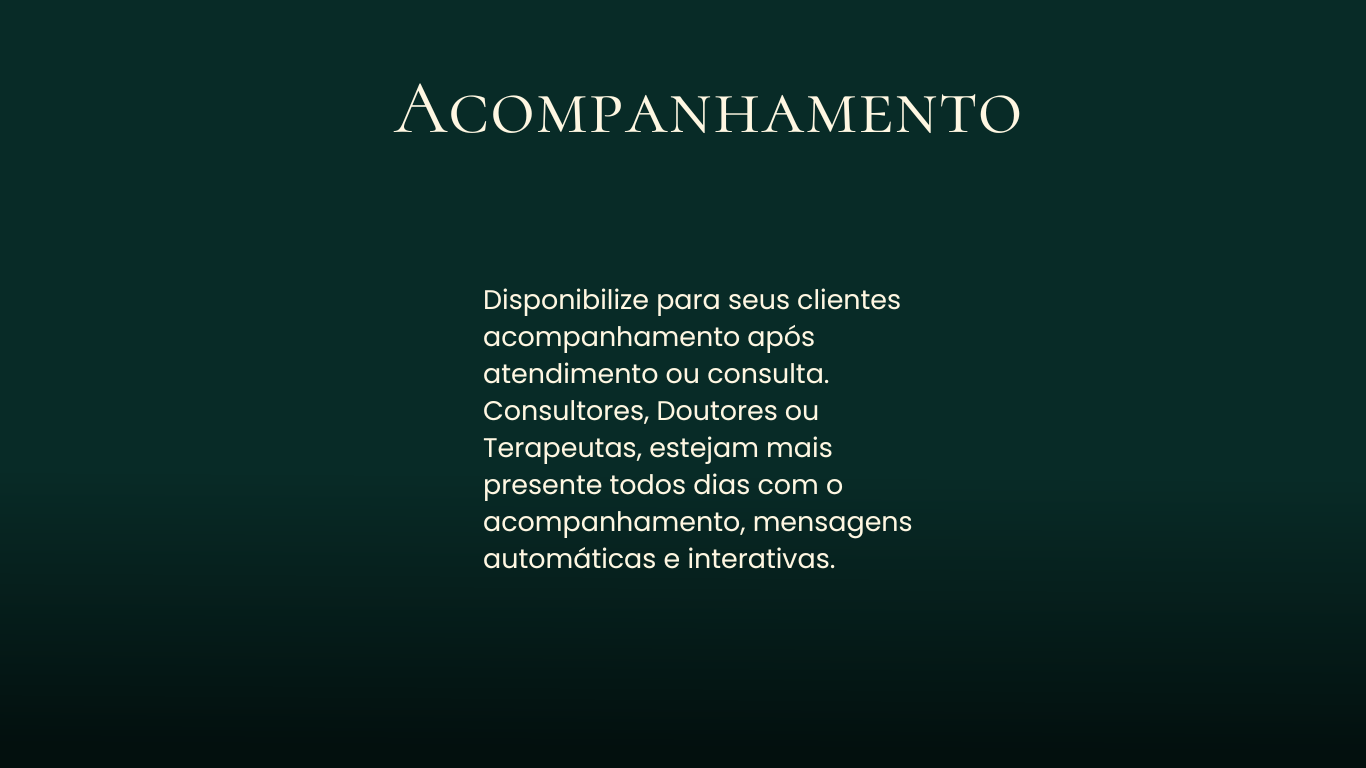 Acompanhamento
Disponibilize para seus clientes
acompanhamento após
atendimento ou consulta.
Consultores, Doutores ou
Terapeutas, estejam mais
presente todos dias com o
acompanhamento, mensagens
automáticas e interativas.